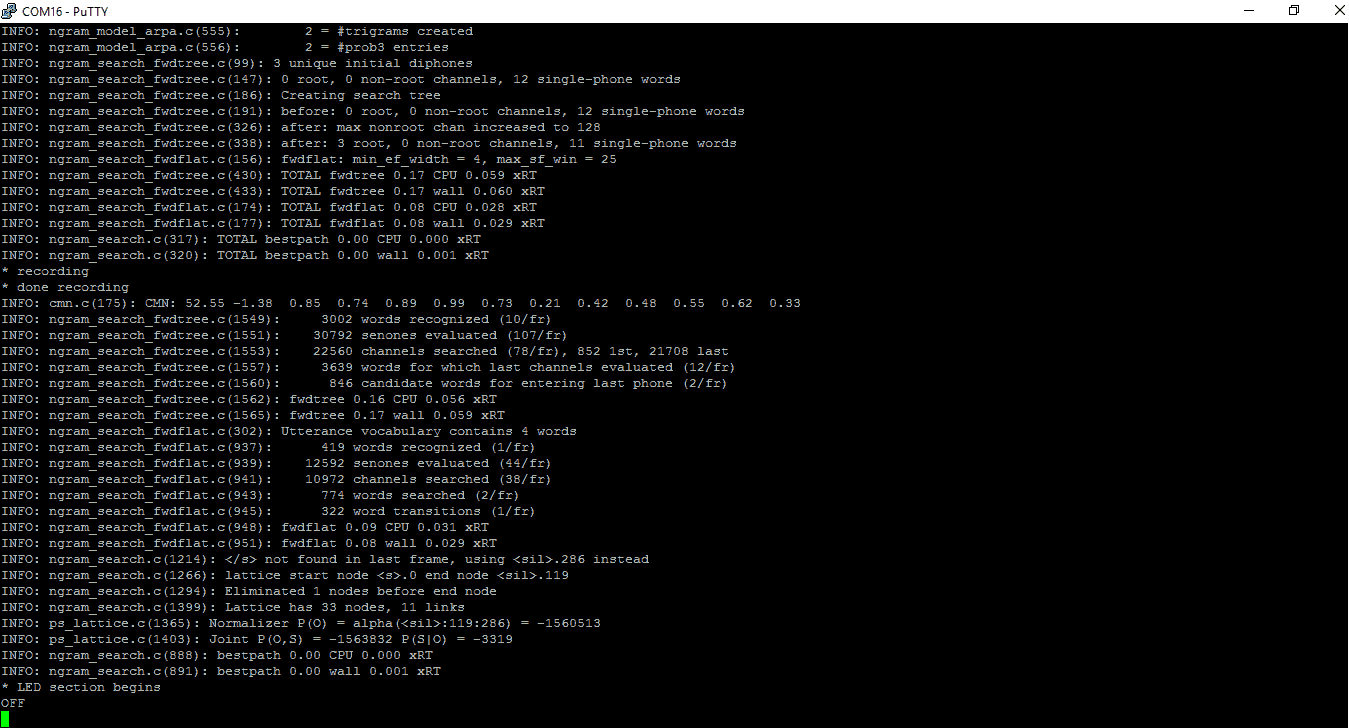 COM16 - PuTTY
INFO: ngram_model_arpa.c(555):        2 = #trigrams created
INFO: ngram_model_arpa.c(556):        2 = #prob3 entries
INFO: ngram_search_fwdtree.c(99): 3 unique initial diphones
INFO: ngram_search_fwdtree.c(147): 0 root, 0 non-root channels, 12 single-phone words
INFO: ngram_search_fwdtree.c(186): Creating search tree
INFO: ngram_search_fwdtree.c(191): before: 0 root, 0 non-root channels, 12 single-phone words
INFO: ngram_search_fwdtree.c(326): after: max nonroot chan increased to 128
INFO: ngram_search_fwdtree.c(338): after: 3 root, 0 non-root channels, 11 single-phone words
INFO: ngram_search_fwdflat.c(156): fwdflat: min_ef_width = 4, max_sf_win = 25
INFO: ngram_search_fwdtree.c(430): TOTAL fwdtree 0.17 CPU 0.059 xRT
INFO: ngram_search_fwdtree.c(433): TOTAL fwdtree 0.17 wall 0.060 xRT
INFO: ngram_search_fwdflat.c(174): TOTAL fwdflat 0.08 CPU 0.028 xRT
INFO: ngram_search_fwdflat.c(177): TOTAL fwdflat 0.08 wall 0.029 xRT
INFO: ngram_search.c(317): TOTAL bestpath 0.00 CPU 0.000 xRT
INFO: ngram_search.c(320): TOTAL bestpath 0.00 wall 0.001 xRT
* recording
* done recording
INFO: cmn.c(175): CMN: 52.55 -1.38  0.85  0.74  0.89  0.99  0.73  0.21  0.42  0.48  0.55  0.62  0.33
INFO: ngram_search_fwdtree.c(1549):     3002 words recognized (10/fr)
INFO: ngram_search_fwdtree.c(1551):    30792 senones evaluated (107/fr)
INFO: ngram_search_fwdtree.c(1553):    22560 channels searched (78/fr), 852 1st, 21708 last
INFO: ngram_search_fwdtree.c(1557):     3639 words for which last channels evaluated (12/fr)
INFO: ngram_search_fwdtree.c(1560):      846 candidate words for entering last phone (2/fr)
INFO: ngram_search_fwdtree.c(1562): fwdtree 0.16 CPU 0.056 xRT
INFO: ngram_search_fwdtree.c(1565): fwdtree 0.17 wall 0.059 xRT
INFO: ngram_search_fwdflat.c(302): Utterance vocabulary contains 4 words
INFO: ngram_search_fwdflat.c(937):      419 words recognized (1/fr)
INFO: ngram_search_fwdflat.c(939):    12592 senones evaluated (44/fr)
INFO: ngram_search_fwdflat.c(941):    10972 channels searched (38/fr)
INFO: ngram_search_fwdflat.c(943):      774 words searched (2/fr)
INFO: ngram_search_fwdflat.c(945):      322 word transitions (1/fr)
INFO: ngram_search_fwdflat.c(948): fwdflat 0.09 CPU 0.031 xRT
INFO: ngram_search_fwdflat.c(951): fwdflat 0.08 wall 0.029 xRT
INFO: ngram_search.c(1214): </s> not found in last frame, using <sil>.286 instead
INFO: ngram_search.c(1266): lattice start node <s>.0 end node <sil>.119
INFO: ngram_search.c(1294): Eliminated 1 nodes before end node
INFO: ngram_search.c(1399): Lattice has 33 nodes, 11 links
INFO: ps_lattice.c(1365): Normalizer P(O) = alpha(<sil>:119:286) = -1560513
INFO: ps_lattice.c(1403): Joint P(O,S) = -1563832 P(S|O) = -3319
INFO: ngram_search.c(888): bestpath 0.00 CPU 0.000 xRT
INFO: ngram_search.c(891): bestpath 0.00 wall 0.001 xRT
* LED section begins
OFF